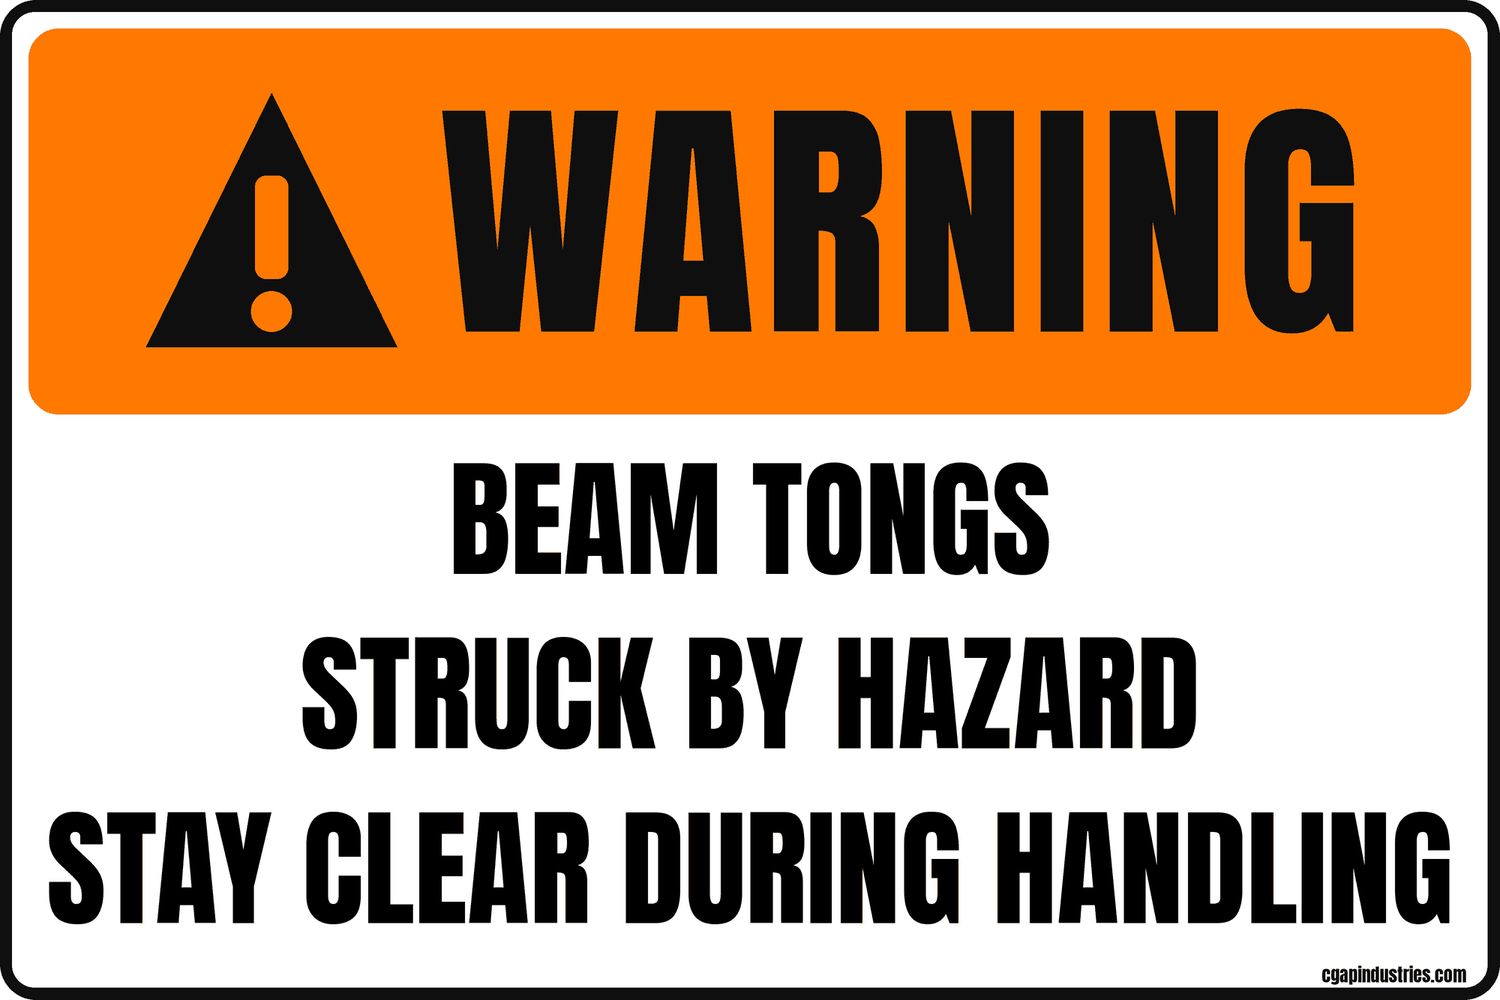 WARNING
BEAM TONGS
STRUCK BY HAZARD
STAY CLEAR DURING HANDLING
cgapindustries.com